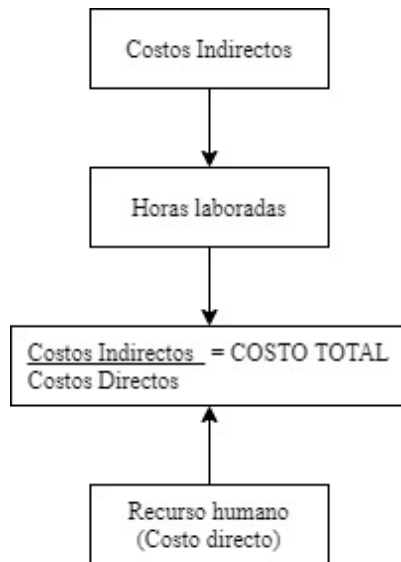 Costos Indirectos
Horas laboradas
Costos Indirectos = COSTO TOTAL
Costos Directos
Recurso humano
(Costo directo)